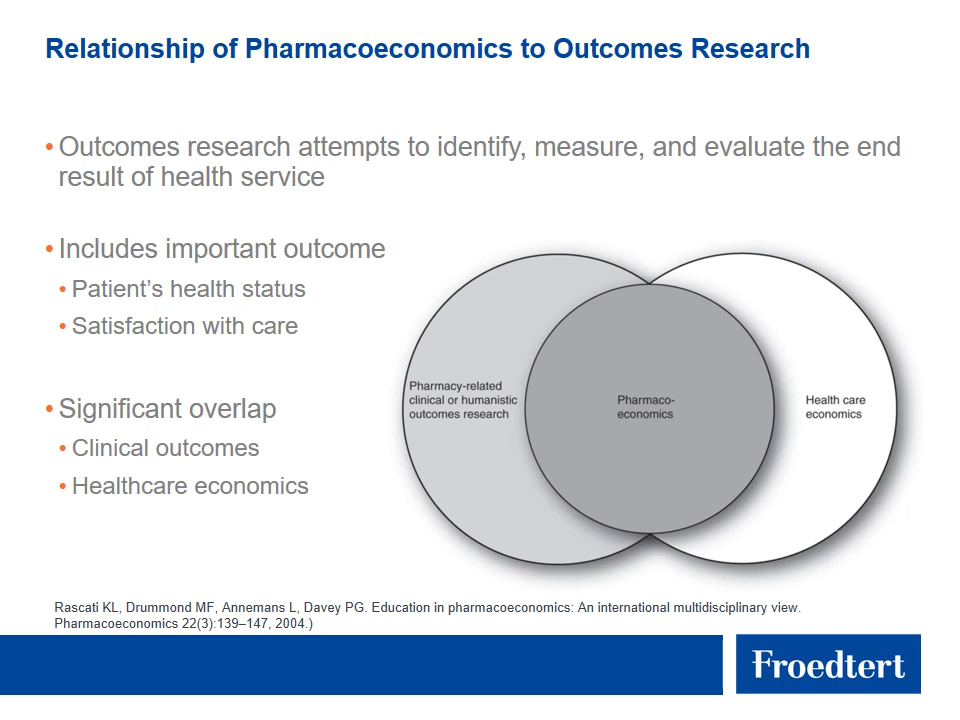 Relationship of Pharmacoeconomics to Outcomes Research
• Outcomes research attempts to identify, measure, and evaluate the end
result of health service
• Includes important outcome
• Patient’s health status
• Satisfaction with care
• Significant overlap
• Clinical outcomes
• Healthcare economics
Pharmacy-related
clinical or humanistic
outcomes research
Pharmaco-
economics
Health care
economics
Rascati KL, Drummond MF, Annemans L, Davey PG. Education in pharmacoeconomics: An international multidisciplinary view.
Pharmacoeconomics 22(3):139–147, 2004.)
Froedtert